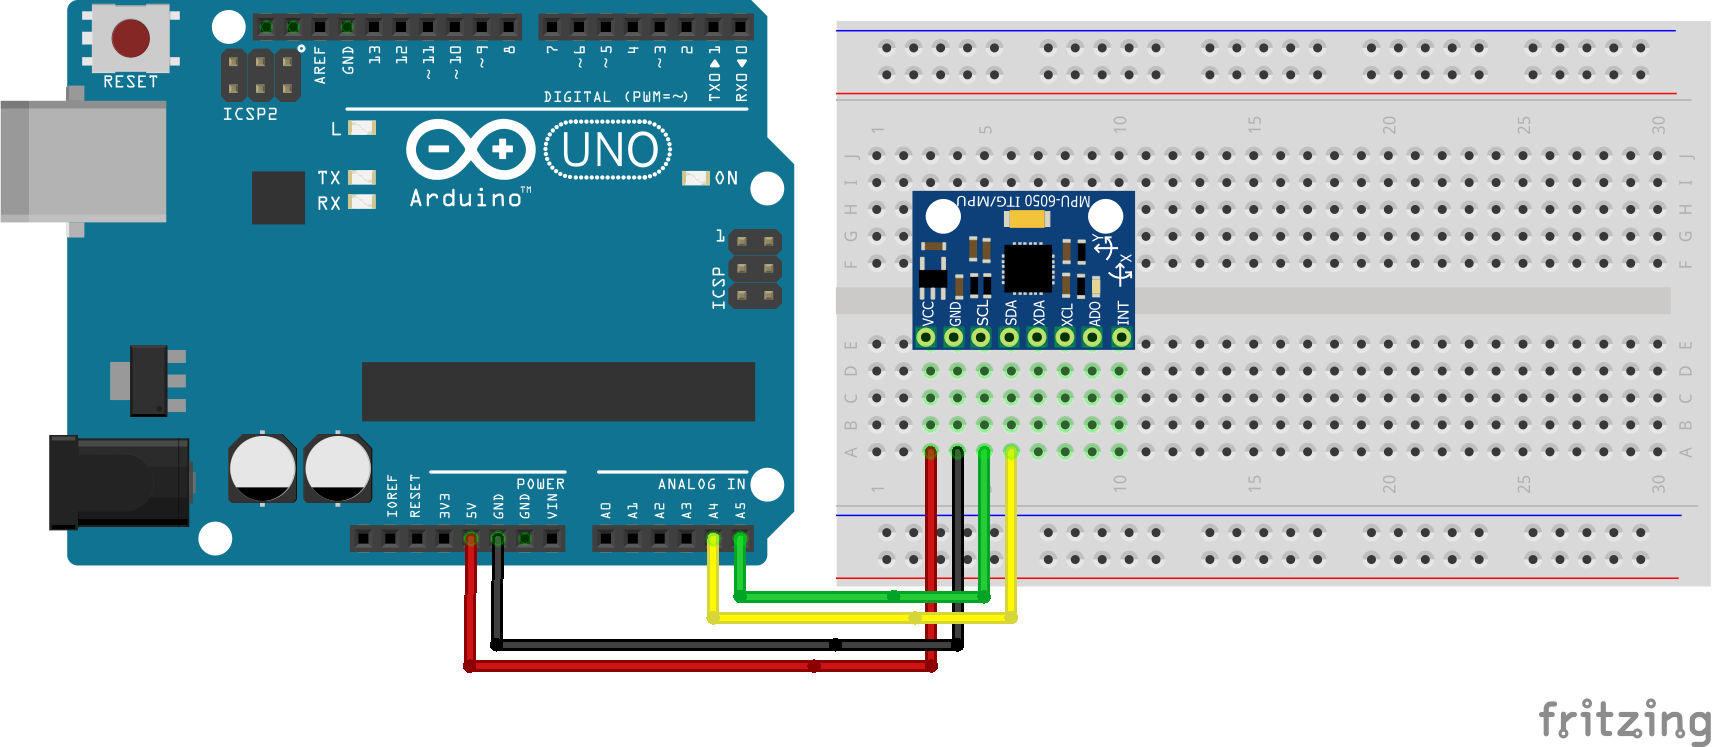 RESET
ICSP2
AREF
GND
13
12
~11
~10
~9
8
7
~6
~5
4
~3
2
TX0▶1
RX0◀0
DIGITAL (PWM=~)
L
TX
RX
Arduino™
UNO
ON
1
ICSP
POWER
ANALOG IN
IOREF
RESET
3V3
5V
GND
GND
VIN
A0
A1
A2
A3
A4
A5
1 5 10 15 20 25 30
J J
I I
H H
G G
F F
MPU-6050 ITG/MPU
Y
X
VCC
GND
SCL
SDA
XDA
XCL
ADO
INT
E E
D D
C C
B B
A A
1 10 15 20 25 30
fritzing